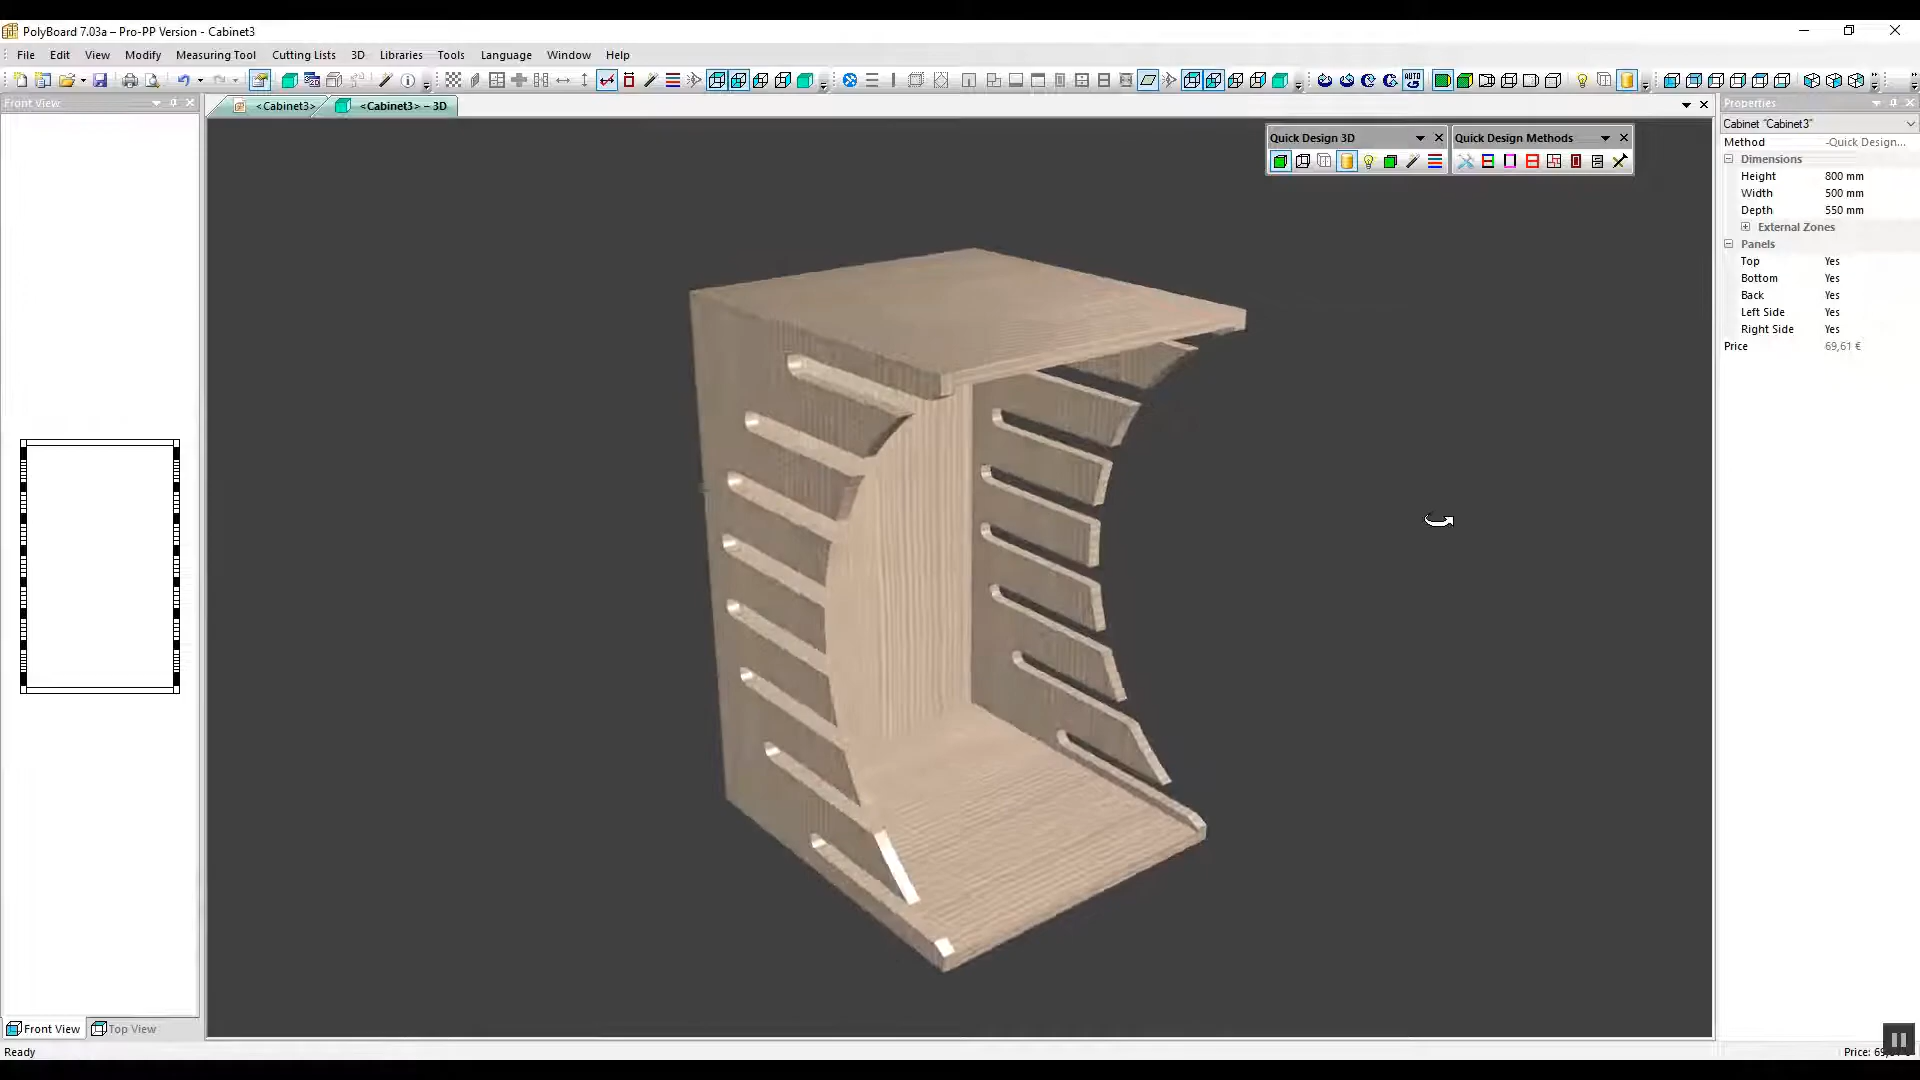 PolyBoard 7.03a – Pro-PP Version - Cabinet3
File Edit View Modify Measuring Tool Cutting Lists 3D Libraries Tools Language Window Help
AUTO
Front View
<Cabinet3> <Cabinet3> – 3D
Properties
Quick Design 3D
Quick Design Methods
Cabinet "Cabinet3"
Method -Quick Design...
Dimensions
Height 800 mm
Width 500 mm
Depth 550 mm
External Zones
Panels
Top Yes
Bottom Yes
Back Yes
Left Side Yes
Right Side Yes
Price 69,61 €
Front View Top View
Ready